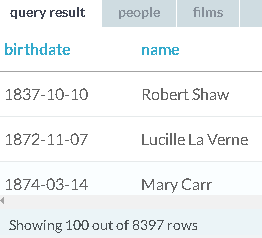 query result people films
birthdate name
1837-10-10 Robert Shaw
1872-11-07 Lucille La Verne
1874-03-14 Mary Carr
Showing 100 out of 8397 rows